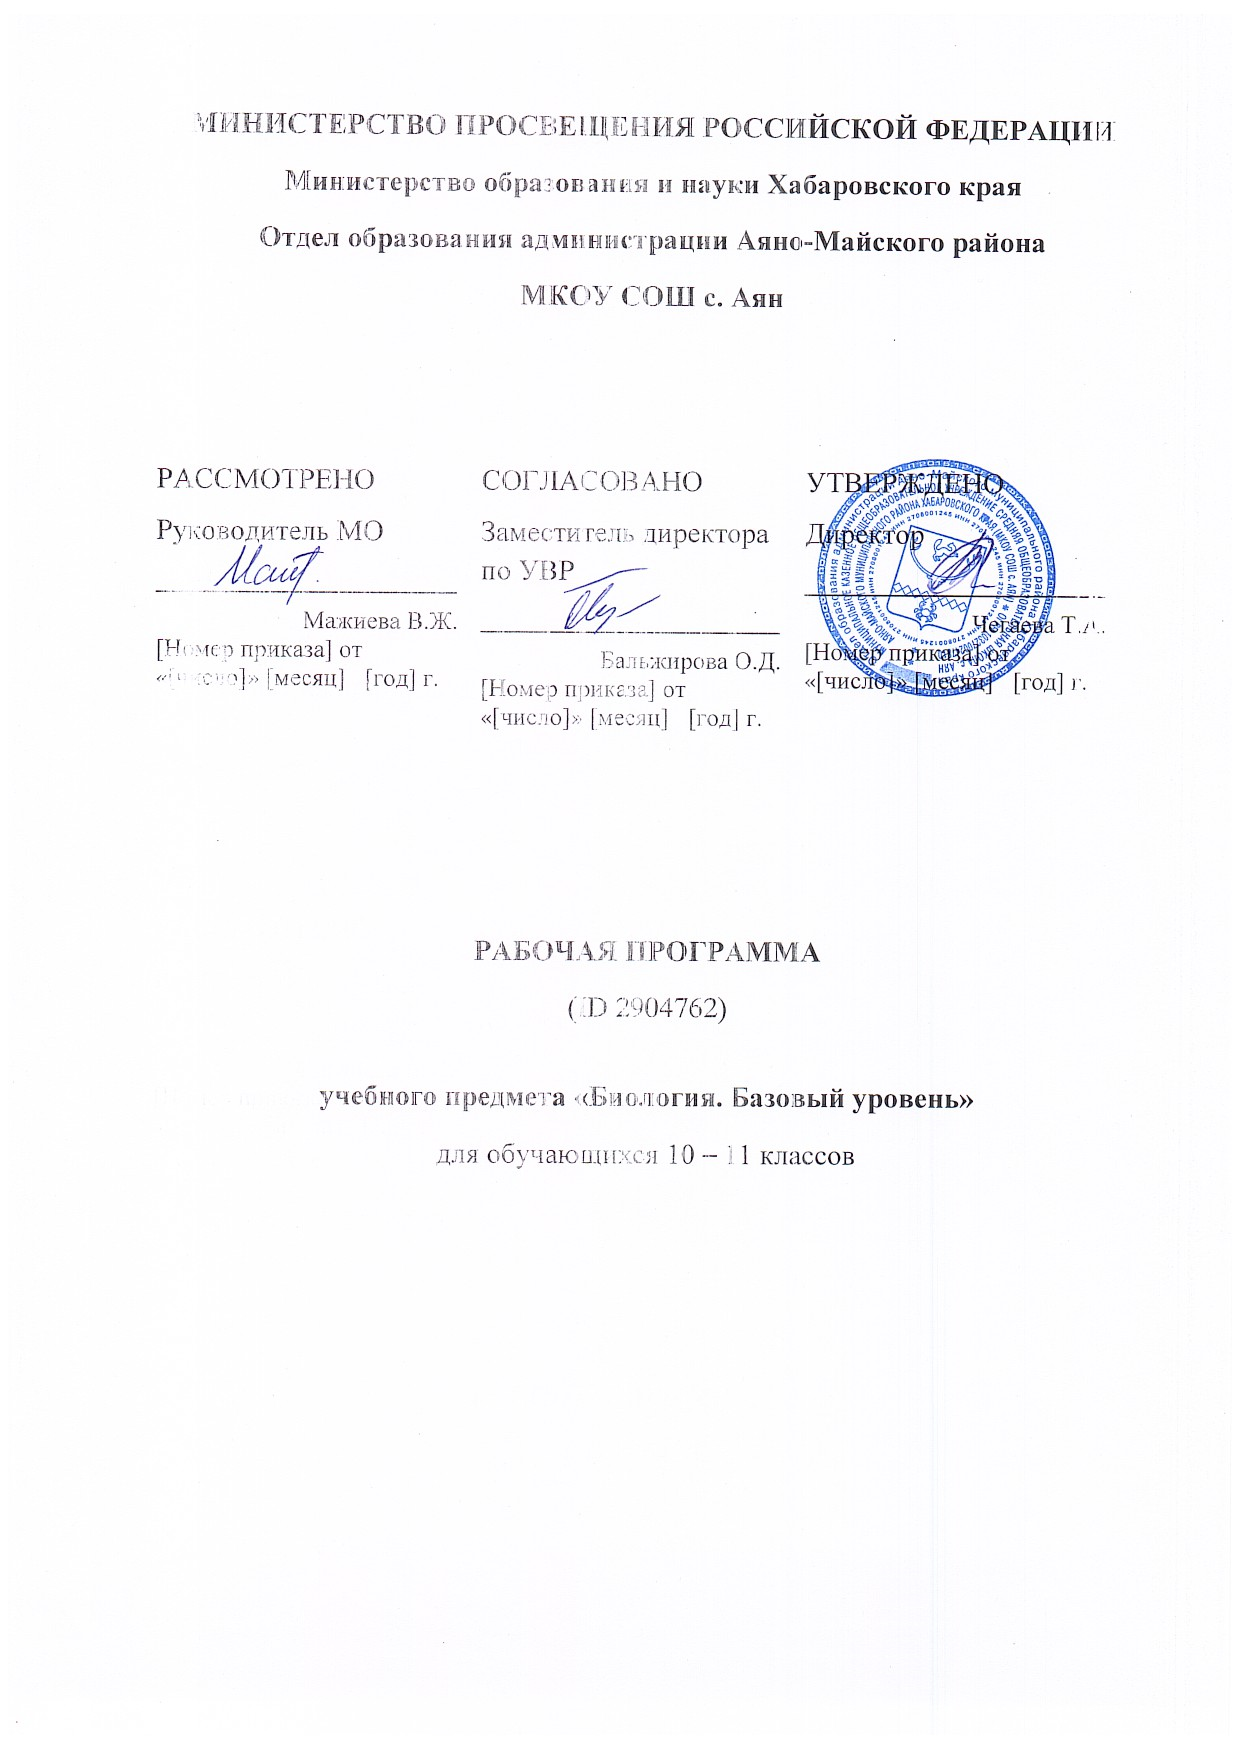 МИНИСТЕРСТВО ПРОСВЕЩЕНИЯ РОССИЙСКОЙ ФЕДЕРАЦИИ
Министерство образования и науки Хабаровского края
Отдел образования администрации Аяно-Майского района
МКОУ СОШ с. Аян
РАССМОТРЕНО
Руководитель МО
Мажиева В.Ж.
[Номер приказа] от
«[число]» [месяц] [год] г.
СОГЛАСОВАНО
Заместитель директора
по УВР
Бальжирова О.Д.
[Номер приказа] от
«[число]» [месяц] [год] г.
УТВЕРЖДЕНО
Директор
Чегаева Т.А.
[Номер приказа] от
«[число]» [месяц] [год] г.
РАБОЧАЯ ПРОГРАММА
(ID 2904762)
учебного предмета «Биология. Базовый уровень»
для обучающихся 10 – 11 классов